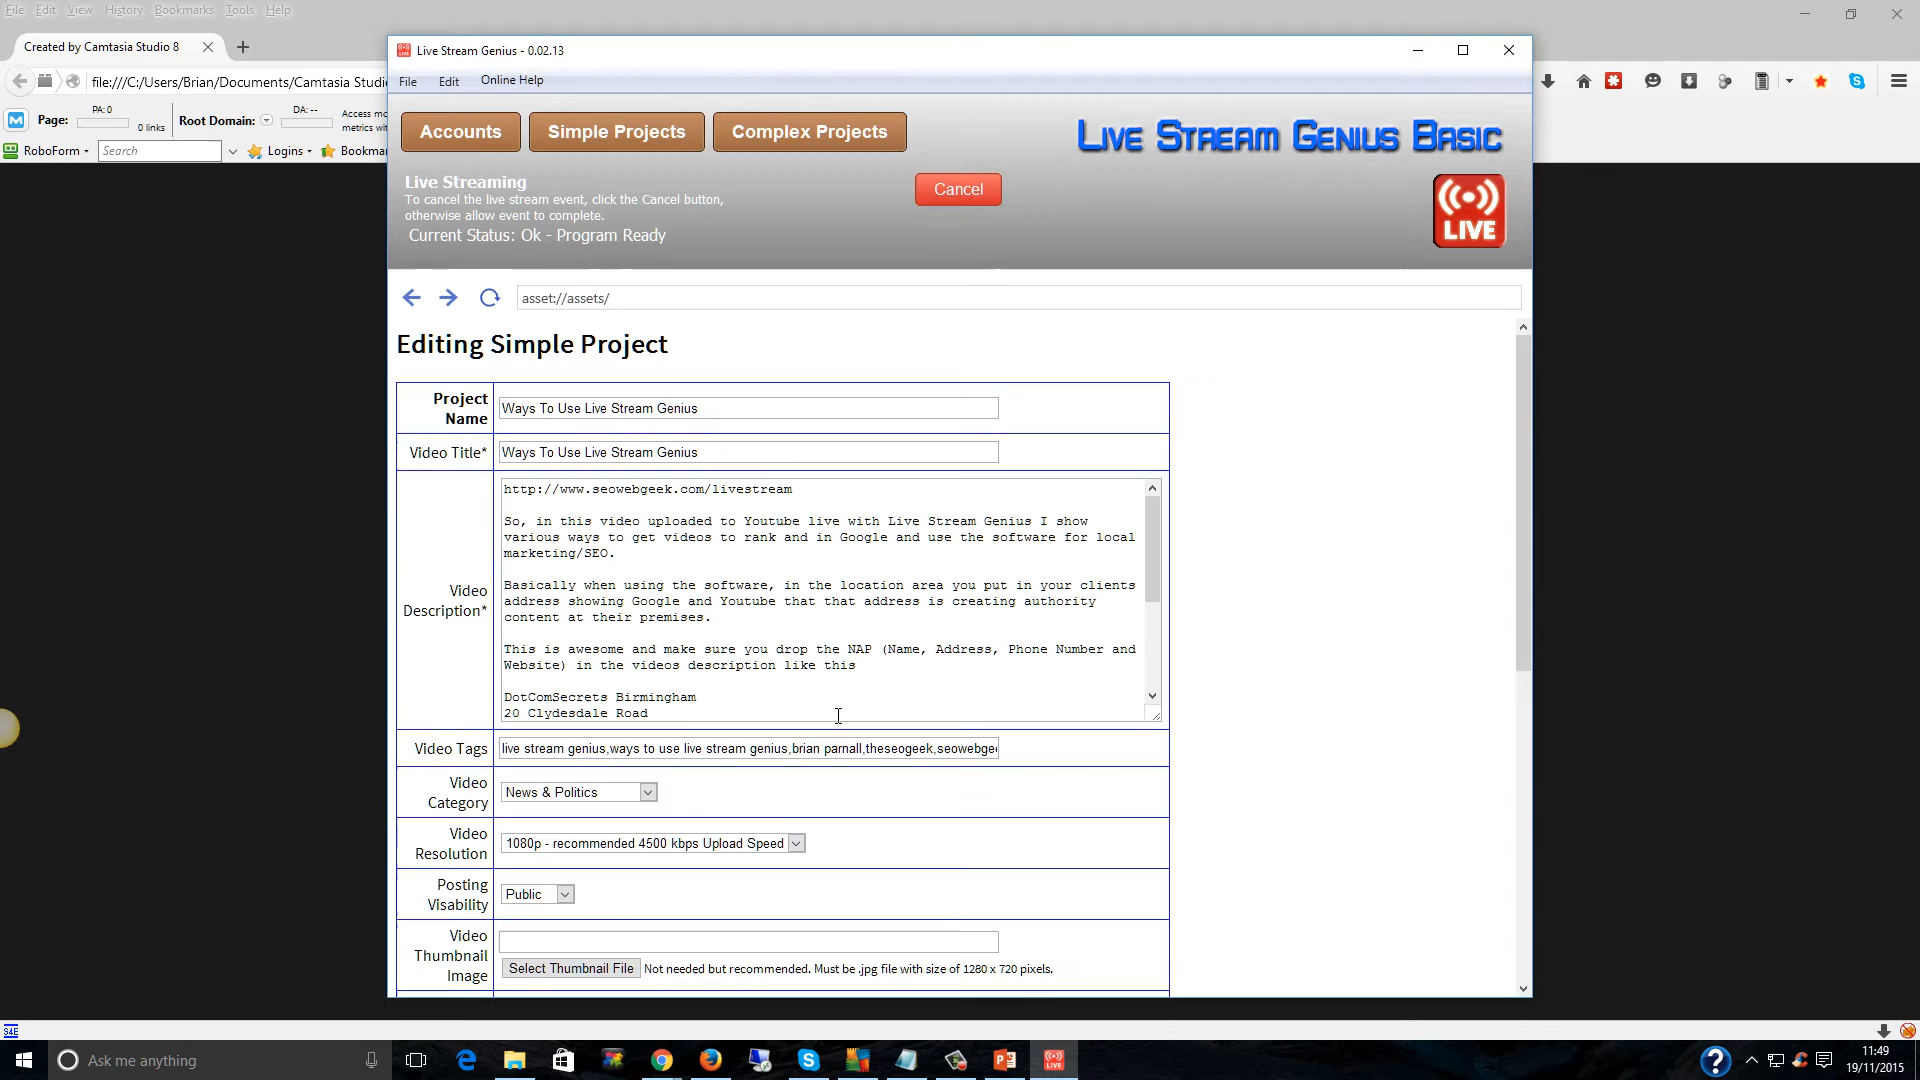 File Edit View History Bookmarks Tools Help
Created by Camtasia Studio 8
file:///C:/Users/Brian/Documents/Camtasia Studio
Page: PA: 0 0 links Root Domain: DA: -- Access mo
metrics wit
RoboForm Search Logins Bookmar
Live Stream Genius - 0.02.13
File Edit Online Help
Accounts Simple Projects Complex Projects
Live Stream Genius Basic
Live Streaming
To cancel the live stream event, click the Cancel button,
otherwise allow event to complete.
Current Status: Ok - Program Ready
Cancel
LIVE
asset://assets/
Editing Simple Project
Project
Name
Ways To Use Live Stream Genius
Video Title*
Ways To Use Live Stream Genius
Video
Description*
http://www.seowebgeek.com/livestream
So, in this video uploaded to Youtube live with Live Stream Genius I show
various ways to get videos to rank and in Google and use the software for local
marketing/SEO.
Basically when using the software, in the location area you put in your clients
address showing Google and Youtube that that address is creating authority
content at their premises.
This is awesome and make sure you drop the NAP (Name, Address, Phone Number and
Website) in the videos description like this
DotComSecrets Birmingham
20 Clydesdale Road
Video Tags
live stream genius,ways to use live stream genius,brian parnall,theseogeek,seowebgee
Video
Category
News & Politics
Video
Resolution
1080p - recommended 4500 kbps Upload Speed
Posting
Visability
Public
Video
Thumbnail
Image
Select Thumbnail File Not needed but recommended. Must be .jpg file with size of 1280 x 720 pixels.
S4E
Ask me anything
11:49
19/11/2015